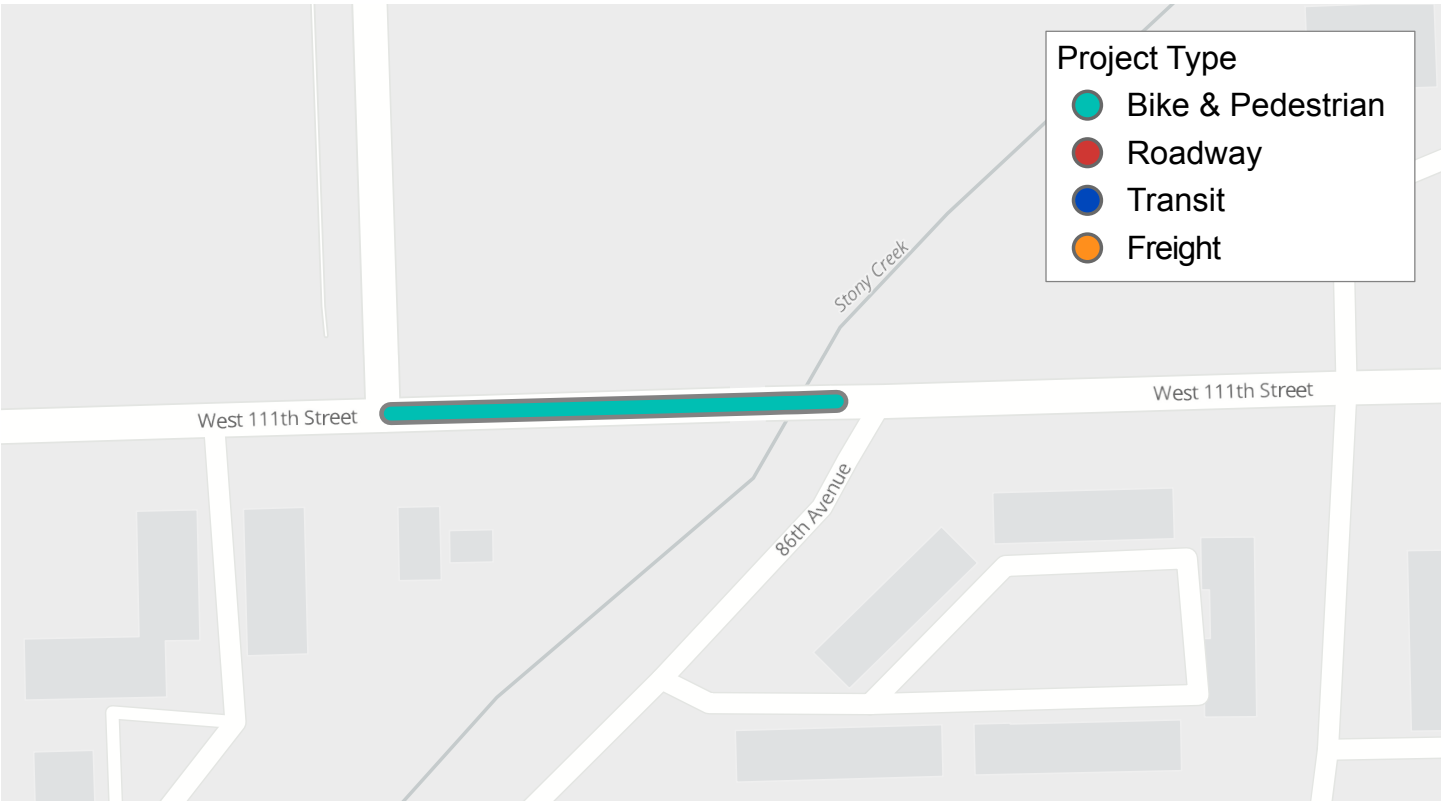 Project Type
Bike & Pedestrian
Roadway
Transit
Freight
Stony Creek
West 111th Street
West 111th Street
86th Avenue